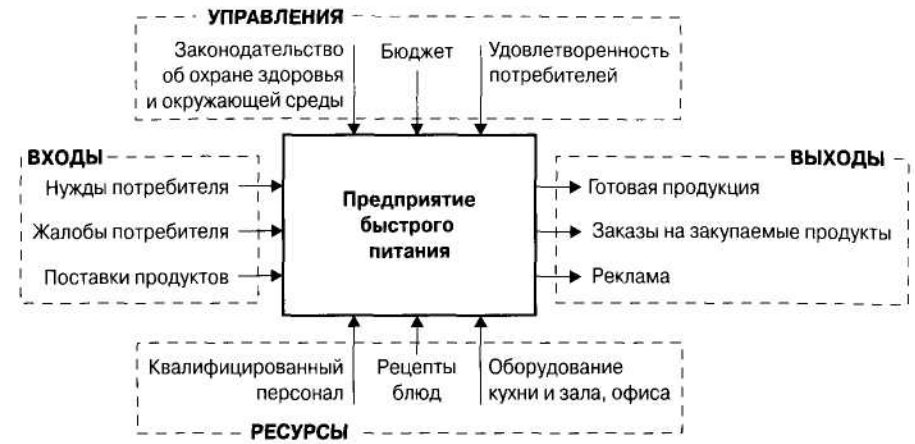 УПРАВЛЕНИЯ
Законодательство
об охране здоровья
и окружающей среды
Бюджет
Удовлетворенность
потребителей
ВХОДЫ
Нужды потребителя
Жалобы потребителя
Поставки продуктов
Предприятие
быстрого
питания
ВЫХОДЫ
Готовая продукция
Заказы на закупаемые продукты
Реклама
Квалифицированный
персонал
Рецепты
блюд
Оборудование
кухни и зала, офиса
РЕСУРСЫ